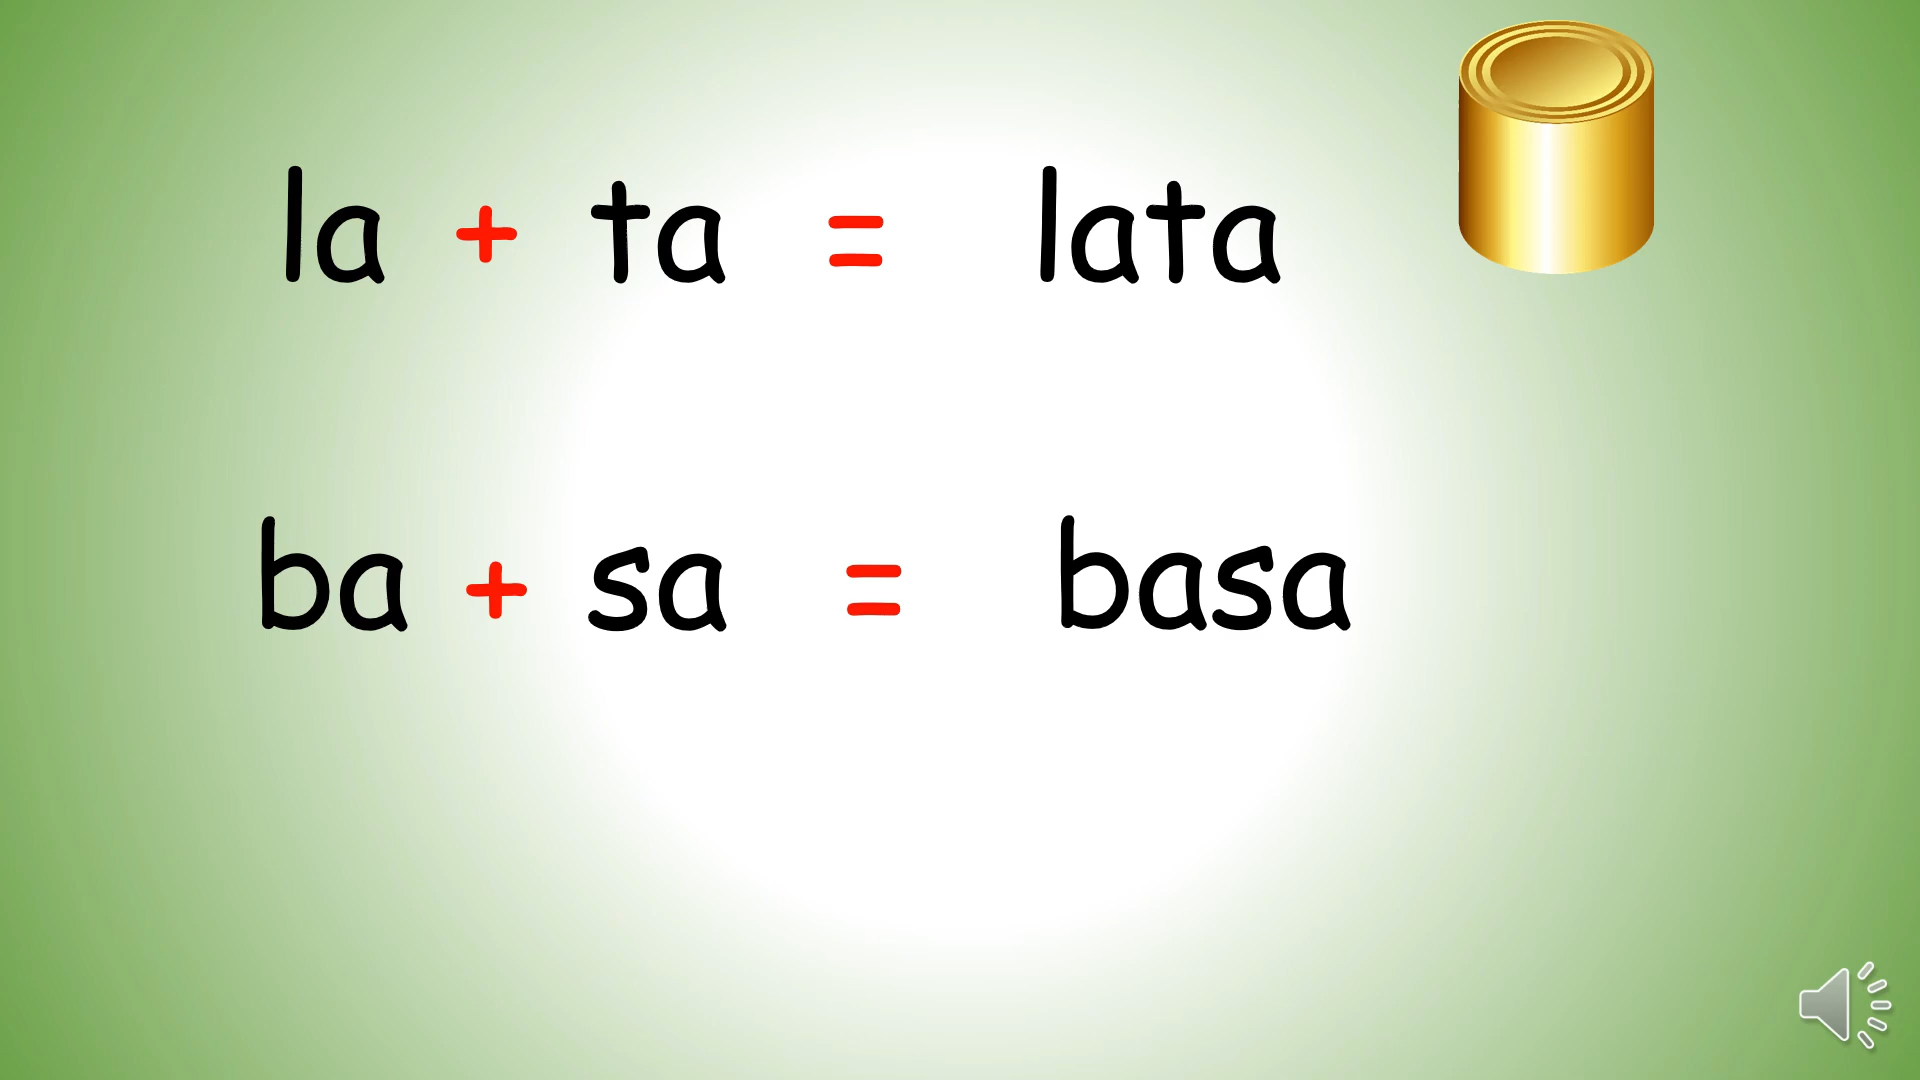 la + ta = lata
ba + sa = basa